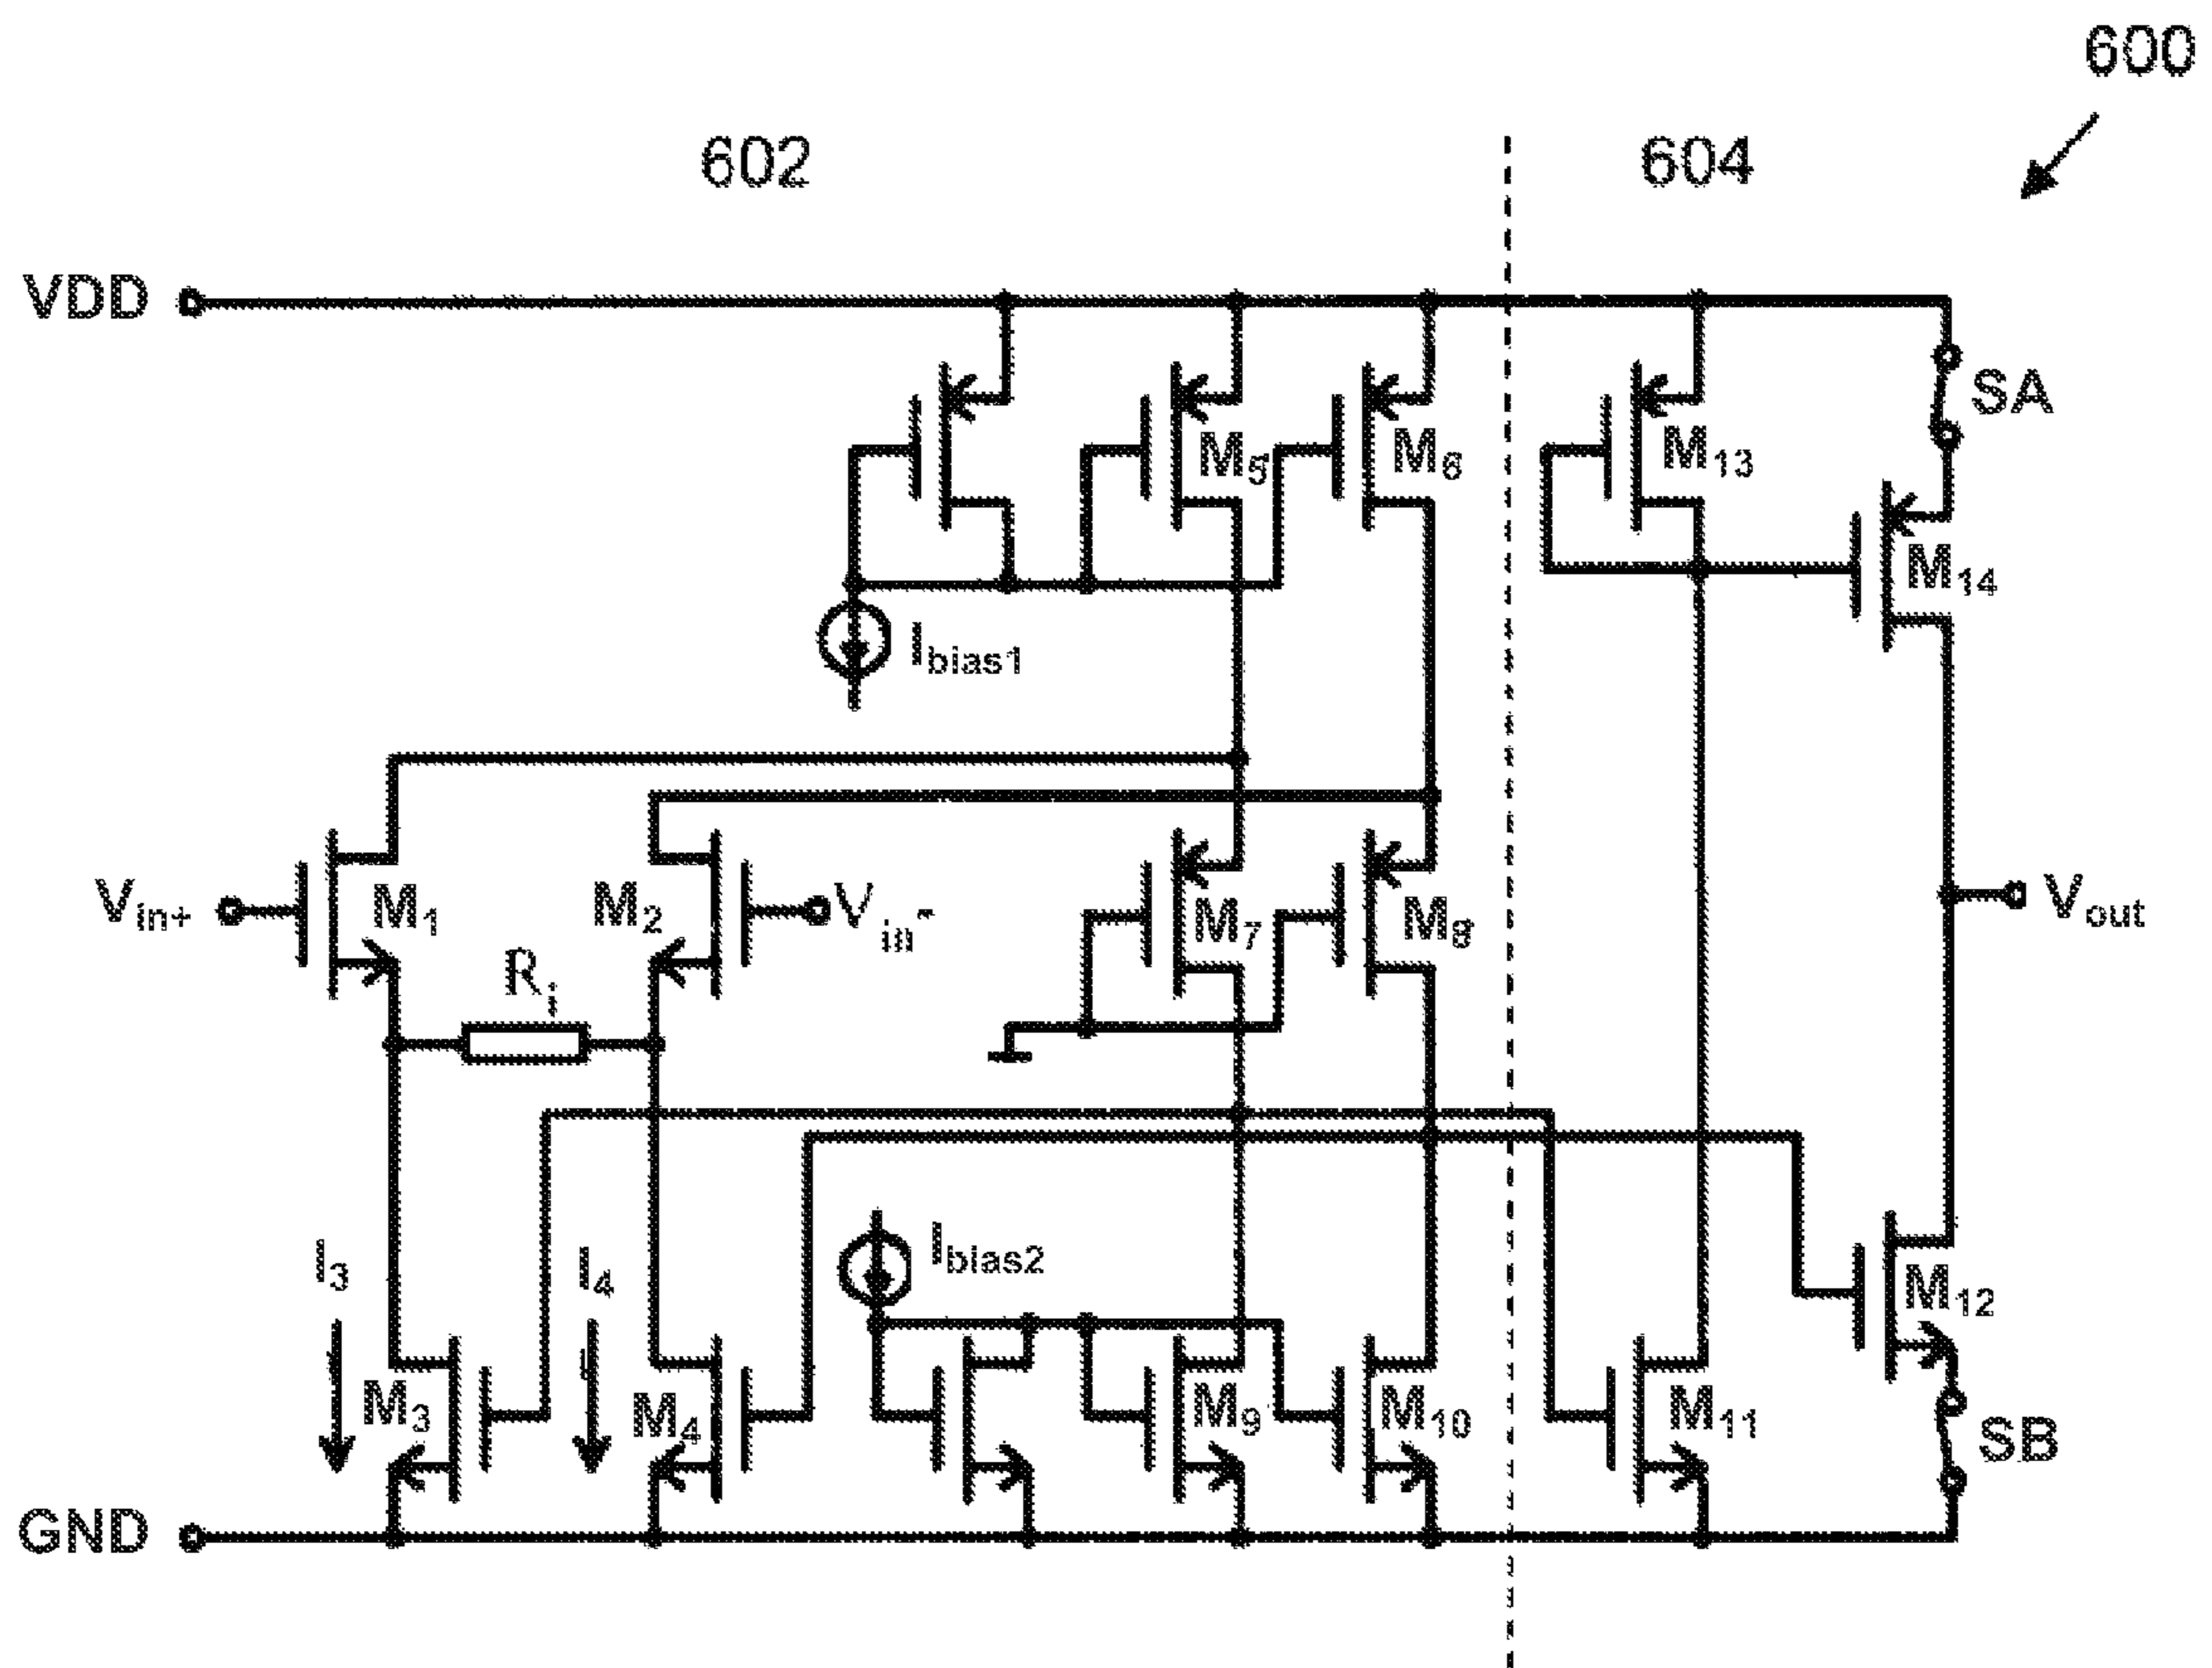 600
602
604
VDD
SA
M5
M6
M13
M14
Ibias1
Vin+
M1
M2
Vin-
M7
M8
Vout
Ri
I3
I4
Ibias2
M12
M3
M4
M9
M10
M11
SB
GND